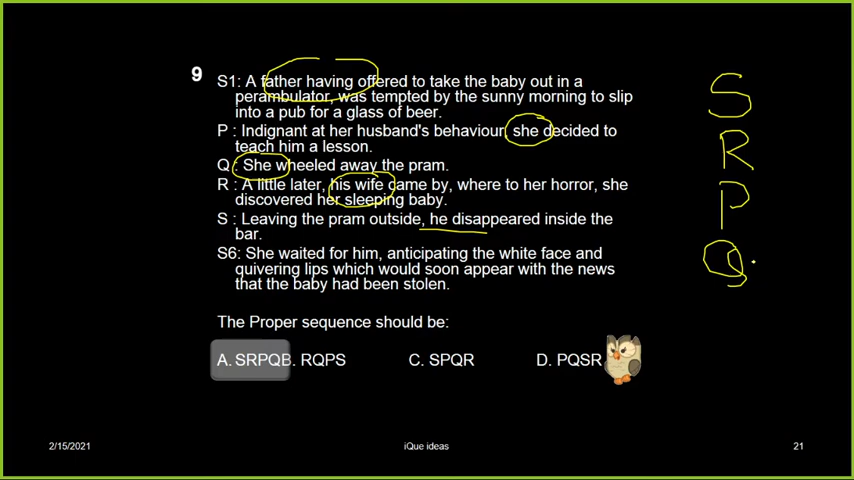 9
S1: A father having offered to take the baby out in a
perambulator, was tempted by the sunny morning to slip
into a pub for a glass of beer.
P : Indignant at her husband's behaviour, she decided to
teach him a lesson.
Q : She wheeled away the pram.
R : A little later, his wife came by, where to her horror, she
discovered her sleeping baby.
S : Leaving the pram outside, he disappeared inside the
bar.
S6: She waited for him, anticipating the white face and
quivering lips which would soon appear with the news
that the baby had been stolen.
The Proper sequence should be:
A. SRPQ B. RQPS C. SPQR D. PQSR
S
R
P
Q
2/15/2021 iQue ideas 21